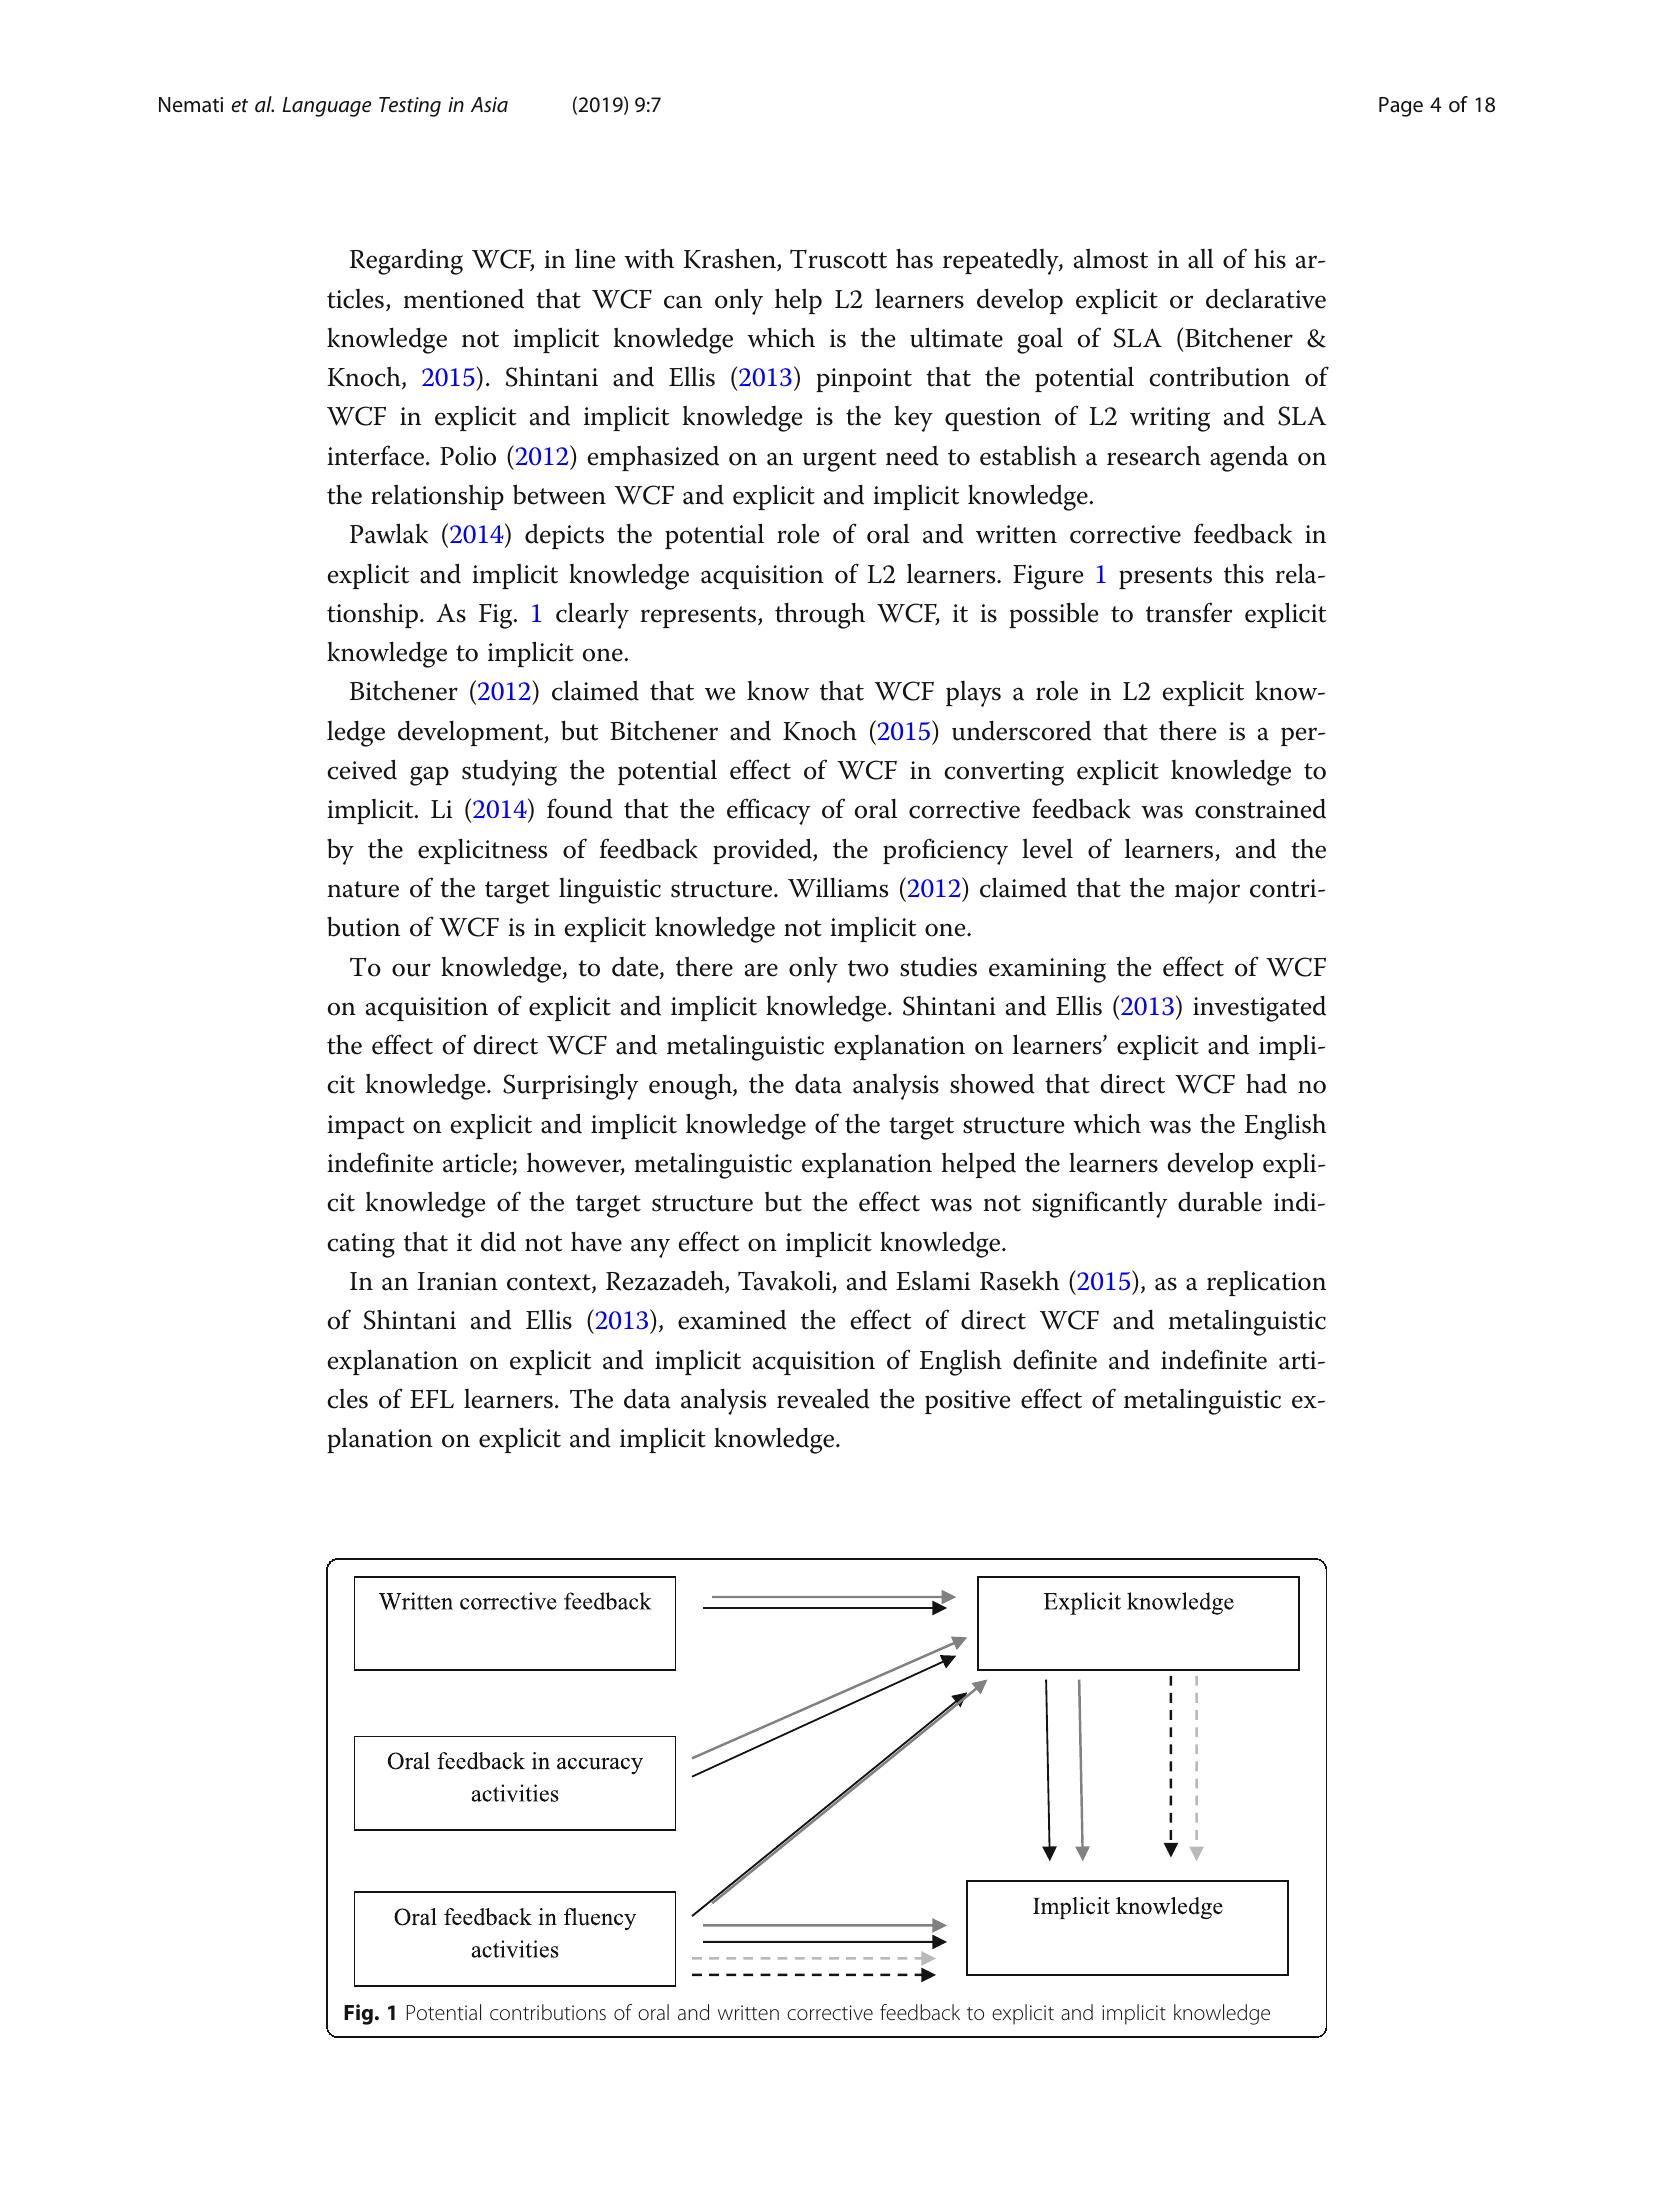 Nemati et al. Language Testing in Asia (2019) 9:7 Page 4 of 18
Regarding WCF, in line with Krashen, Truscott has repeatedly, almost in all of his ar-
ticles, mentioned that WCF can only help L2 learners develop explicit or declarative
knowledge not implicit knowledge which is the ultimate goal of SLA (Bitchener &
Knoch, 2015). Shintani and Ellis (2013) pinpoint that the potential contribution of
WCF in explicit and implicit knowledge is the key question of L2 writing and SLA
interface. Polio (2012) emphasized on an urgent need to establish a research agenda on
the relationship between WCF and explicit and implicit knowledge.
Pawlak (2014) depicts the potential role of oral and written corrective feedback in
explicit and implicit knowledge acquisition of L2 learners. Figure 1 presents this rela-
tionship. As Fig. 1 clearly represents, through WCF, it is possible to transfer explicit
knowledge to implicit one.
Bitchener (2012) claimed that we know that WCF plays a role in L2 explicit know-
ledge development, but Bitchener and Knoch (2015) underscored that there is a per-
ceived gap studying the potential effect of WCF in converting explicit knowledge to
implicit. Li (2014) found that the efficacy of oral corrective feedback was constrained
by the explicitness of feedback provided, the proficiency level of learners, and the
nature of the target linguistic structure. Williams (2012) claimed that the major contri-
bution of WCF is in explicit knowledge not implicit one.
To our knowledge, to date, there are only two studies examining the effect of WCF
on acquisition of explicit and implicit knowledge. Shintani and Ellis (2013) investigated
the effect of direct WCF and metalinguistic explanation on learners’ explicit and impli-
cit knowledge. Surprisingly enough, the data analysis showed that direct WCF had no
impact on explicit and implicit knowledge of the target structure which was the English
indefinite article; however, metalinguistic explanation helped the learners develop expli-
cit knowledge of the target structure but the effect was not significantly durable indi-
cating that it did not have any effect on implicit knowledge.
In an Iranian context, Rezazadeh, Tavakoli, and Eslami Rasekh (2015), as a replication
of Shintani and Ellis (2013), examined the effect of direct WCF and metalinguistic
explanation on explicit and implicit acquisition of English definite and indefinite arti-
cles of EFL learners. The data analysis revealed the positive effect of metalinguistic ex-
planation on explicit and implicit knowledge.
Written corrective feedback
Explicit knowledge
Oral feedback in accuracy
activities
Oral feedback in fluency
activities
Implicit knowledge
Fig. 1 Potential contributions of oral and written corrective feedback to explicit and implicit knowledge